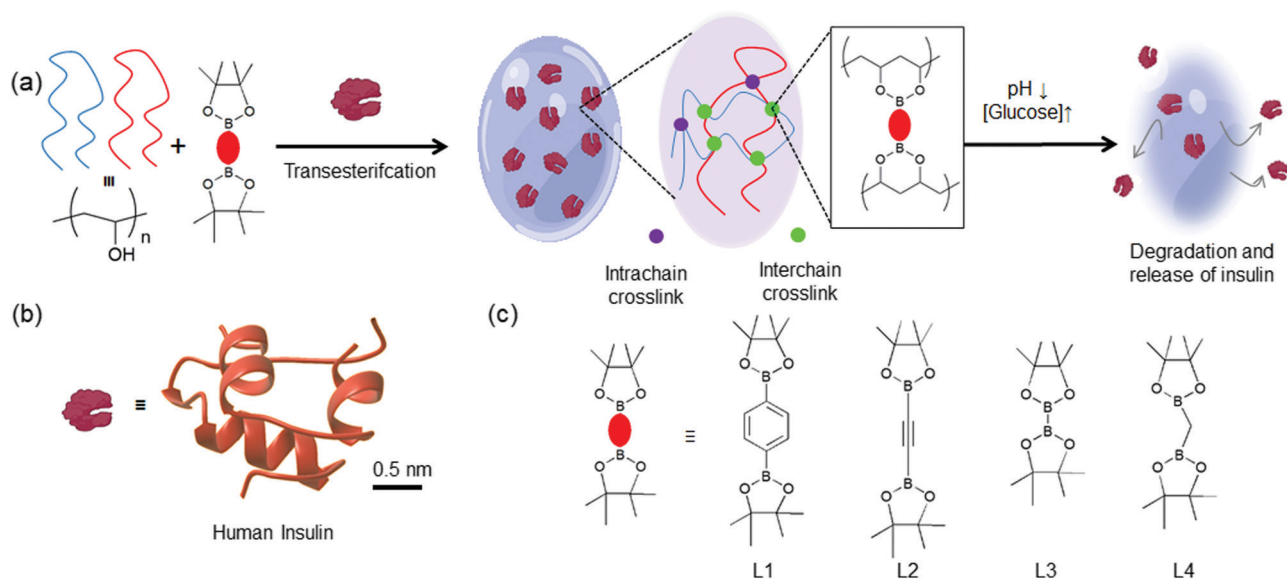 (a)
O O
B
B
O O
+
Transesterifcation
≡
( )
n
OH
O O
B
B
O O
pH ↓
[Glucose]↑
Intrachain
crosslink
Interchain
crosslink
Degradation and
release of insulin
(b)
≡
0.5 nm
Human Insulin
(c)
O O
B
B
O O
≡
O O
B
B
O O
L1
O O
B
B
O O
L2
O O
B
B
O O
L3
O O
B
B
O O
L4